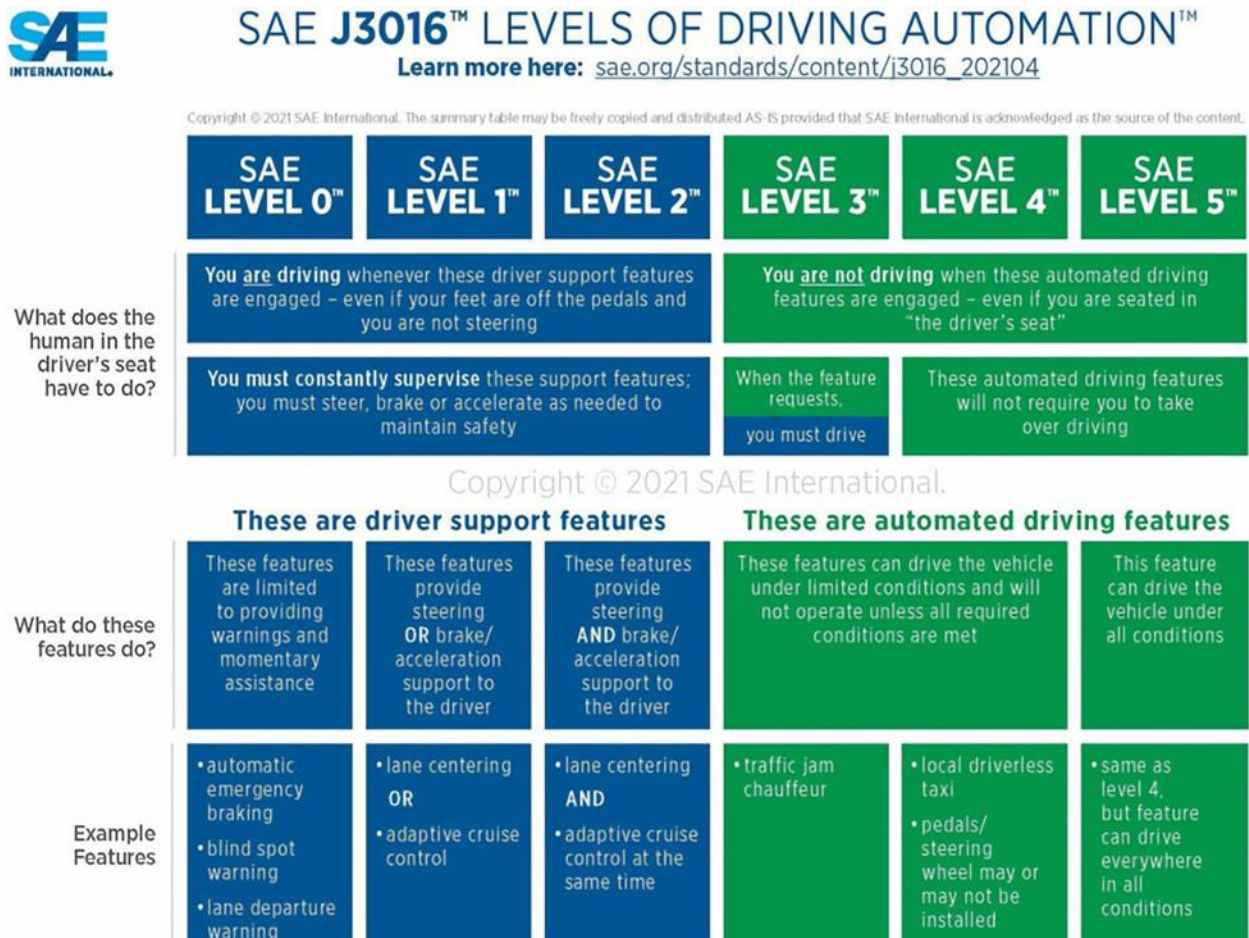 SAE
INTERNATIONAL®
SAE J3016™ LEVELS OF DRIVING AUTOMATION™
Learn more here: sae.org/standards/content/j3016_202104
Copyright © 2021 SAE International. The summary table may be freely copied and distributed AS-IS provided that SAE International is acknowledged as the source of the content.
SAE
LEVEL 0™
SAE
LEVEL 1™
SAE
LEVEL 2™
SAE
LEVEL 3™
SAE
LEVEL 4™
SAE
LEVEL 5™
What does the
human in the
driver's seat
have to do?
You are driving whenever these driver support features
are engaged – even if your feet are off the pedals and
you are not steering
You are not driving when these automated driving
features are engaged – even if you are seated in
"the driver's seat"
You must constantly supervise these support features;
you must steer, brake or accelerate as needed to
maintain safety
When the feature
requests,
you must drive
These automated driving features
will not require you to take
over driving
Copyright © 2021 SAE International.
These are driver support features
These are automated driving features
What do these
features do?
These features
are limited
to providing
warnings and
momentary
assistance
These features
provide
steering
OR brake/
acceleration
support to
the driver
These features
provide
steering
AND brake/
acceleration
support to
the driver
These features can drive the vehicle
under limited conditions and will
not operate unless all required
conditions are met
This feature
can drive the
vehicle under
all conditions
Example
Features
•automatic
emergency
braking
•blind spot
warning
•lane departure
warning
•lane centering
OR
•adaptive cruise
control
•lane centering
AND
•adaptive cruise
control at the
same time
•traffic jam
chauffeur
•local driverless
taxi
•pedals/
steering
wheel may or
may not be
installed
•same as
level 4,
but feature
can drive
everywhere
in all
conditions